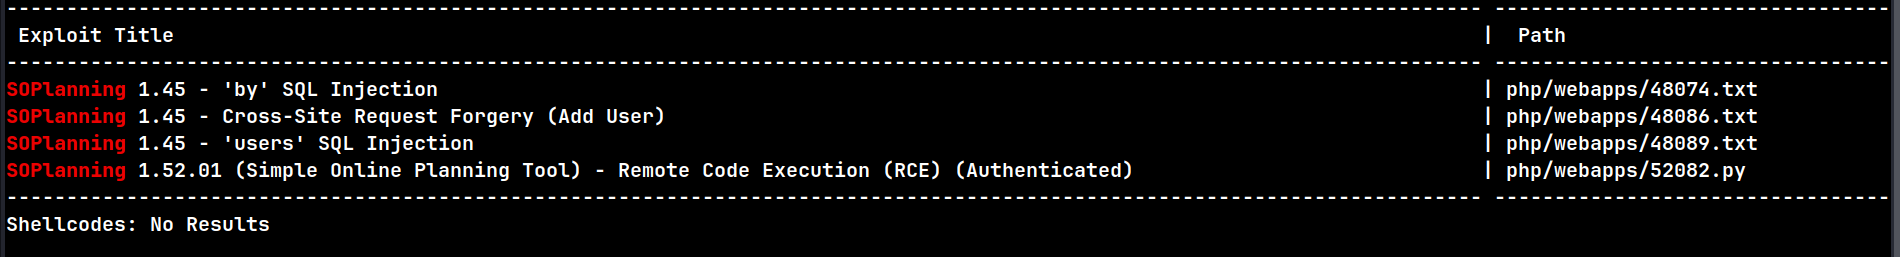 Exploit Title | Path
SOPlanning 1.45 - 'by' SQL Injection | php/webapps/48074.txt
SOPlanning 1.45 - Cross-Site Request Forgery (Add User) | php/webapps/48086.txt
SOPlanning 1.45 - 'users' SQL Injection | php/webapps/48089.txt
SOPlanning 1.52.01 (Simple Online Planning Tool) - Remote Code Execution (RCE) (Authenticated) | php/webapps/52082.py
Shellcodes: No Results